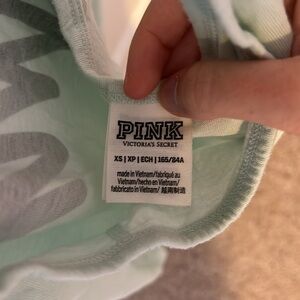 PINK
VICTORIA'S SECRET
XS | XP | ECH | 165/84A
made in Vietnam/fabriqué au
Vietnam/hecho en Vietnam/
fabbricato in Vietnam/ 越南制造